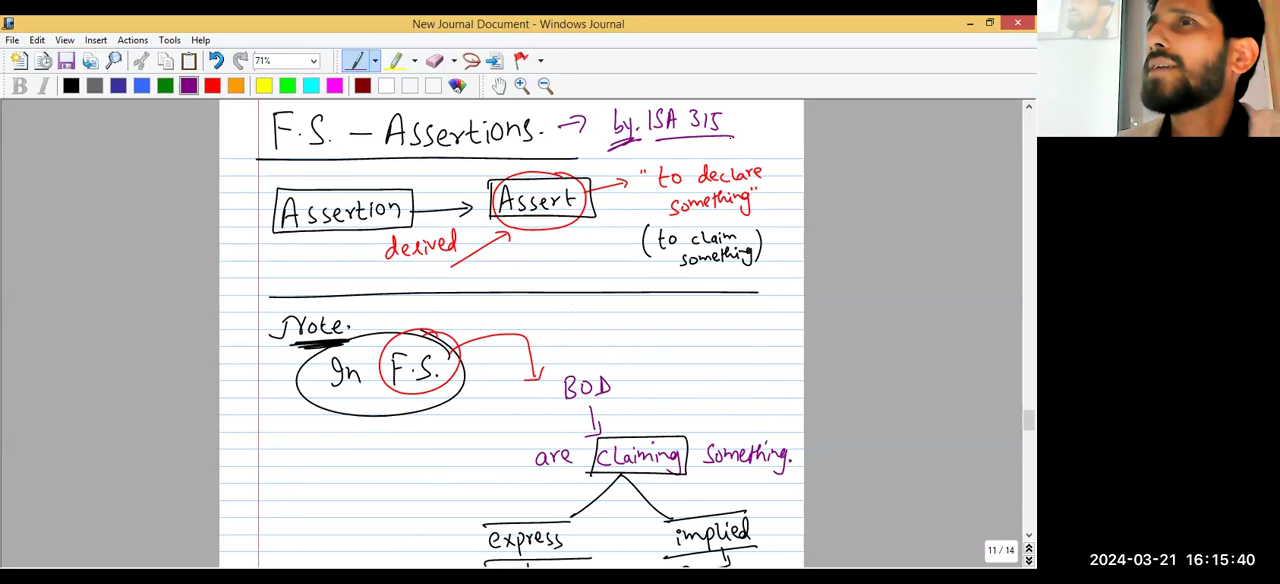 New Journal Document - Windows Journal
File Edit View Insert Actions Tools Help
71%
B I
F.S. - Assertions. → by. ISA 315
Assertion → Assert → "to declare something"
derived
(to claim something)
Note.
In F.S.
BOD
are claiming something.
express implied
11 / 14
2024-03-21 16:15:40